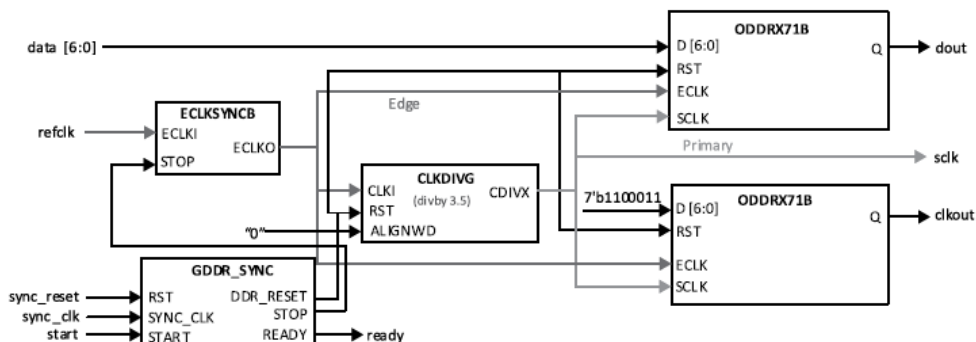 ODDRX71B
data [6:0]
D [6:0]
Q
dout
RST
ECLK
SCLK
Edge
ECLKSYNCB
refclk
ECLKI
ECLKO
STOP
Primary
sclk
CLKDIVG
CLKI
(divby 3.5)
CDIVX
RST
ALIGNWD
"0"
7'b1100011
ODDRX71B
D [6:0]
Q
clkout
RST
ECLK
SCLK
GDDR_SYNC
sync_reset
RST
DDR_RESET
sync_clk
SYNC_CLK
STOP
start
START
READY
ready